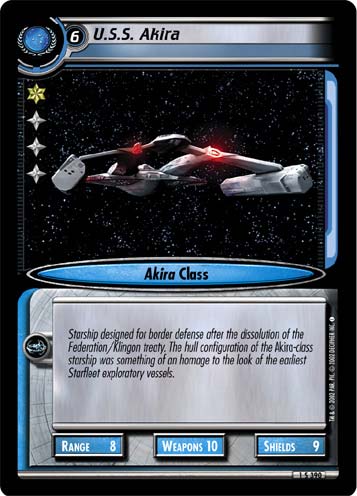 6 U.S.S. Akira
Akira Class
Starship designed for border defense after the dissolution of the
Federation/Klingon treaty. The hull configuration of the Akira-class
starship was something of an homage to the look of the earliest
Starfleet exploratory vessels.
RANGE 8 WEAPONS 10 SHIELDS 9
1 S 390